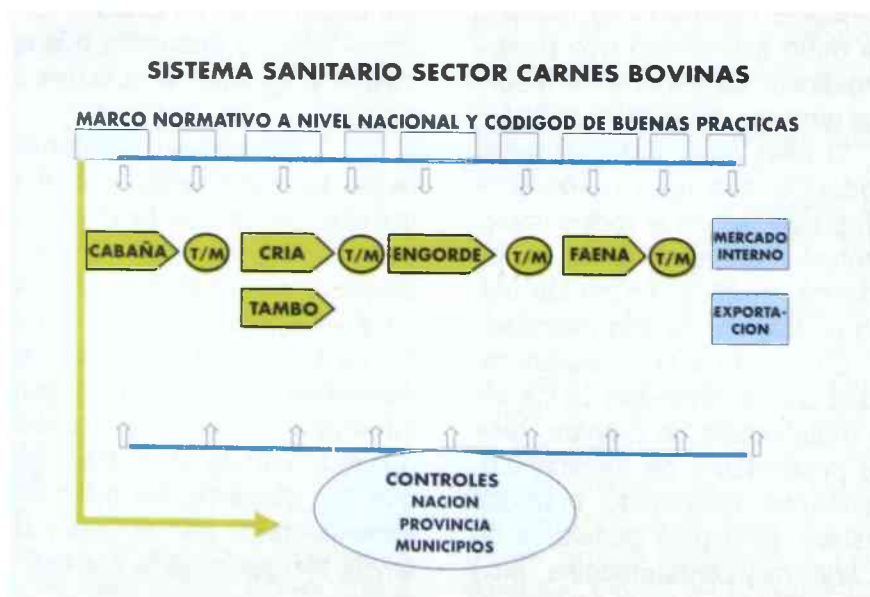 SISTEMA SANITARIO SECTOR CARNES BOVINAS
MARCO NORMATIVO A NIVEL NACIONAL Y CODIGOD DE BUENAS PRACTICAS
CABAÑA T/M CRIA T/M ENGORDE T/M FAENA T/M MERCADO
INTERNO
TAMBO EXPORTA-
CION
CONTROLES
NACION
PROVINCIA
MUNICIPIOS